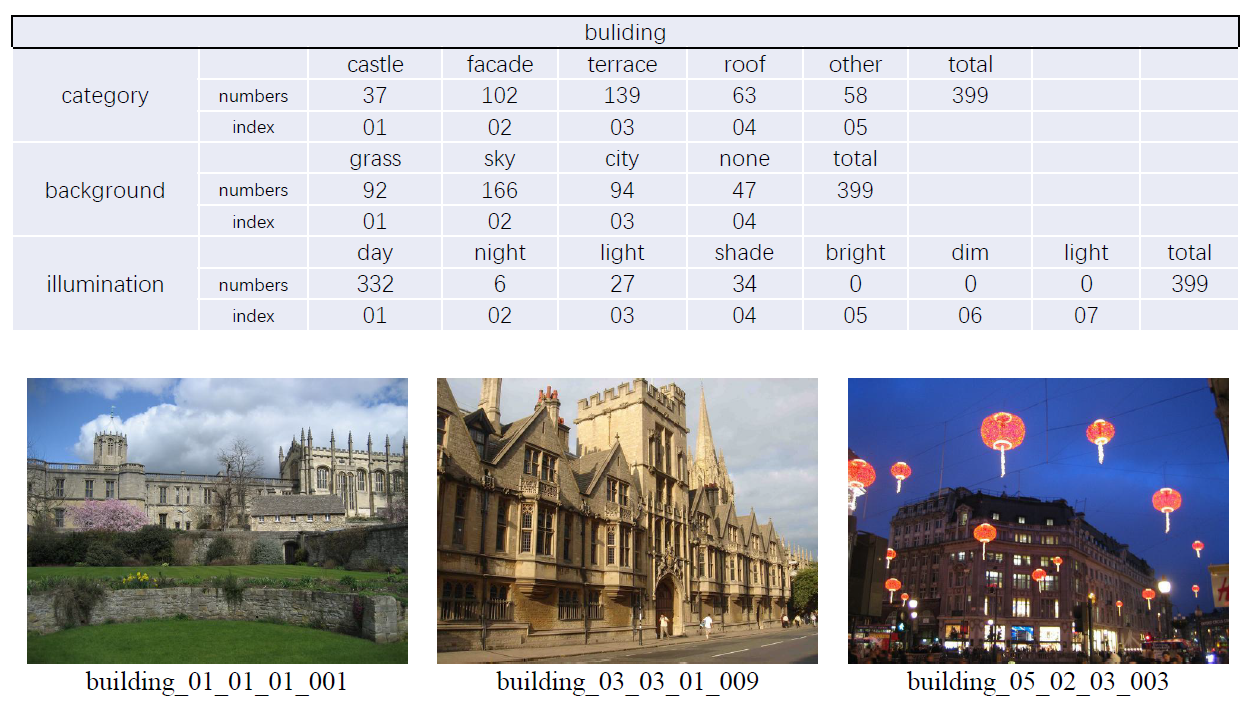 buliding
castle facade terrace roof other total
category numbers 37 102 139 63 58 399
index 01 02 03 04 05
grass sky city none total
background numbers 92 166 94 47 399
index 01 02 03 04
day night light shade bright dim light total
illumination numbers 332 6 27 34 0 0 0 399
index 01 02 03 04 05 06 07
building_01_01_01_001 building_03_03_01_009 building_05_02_03_003